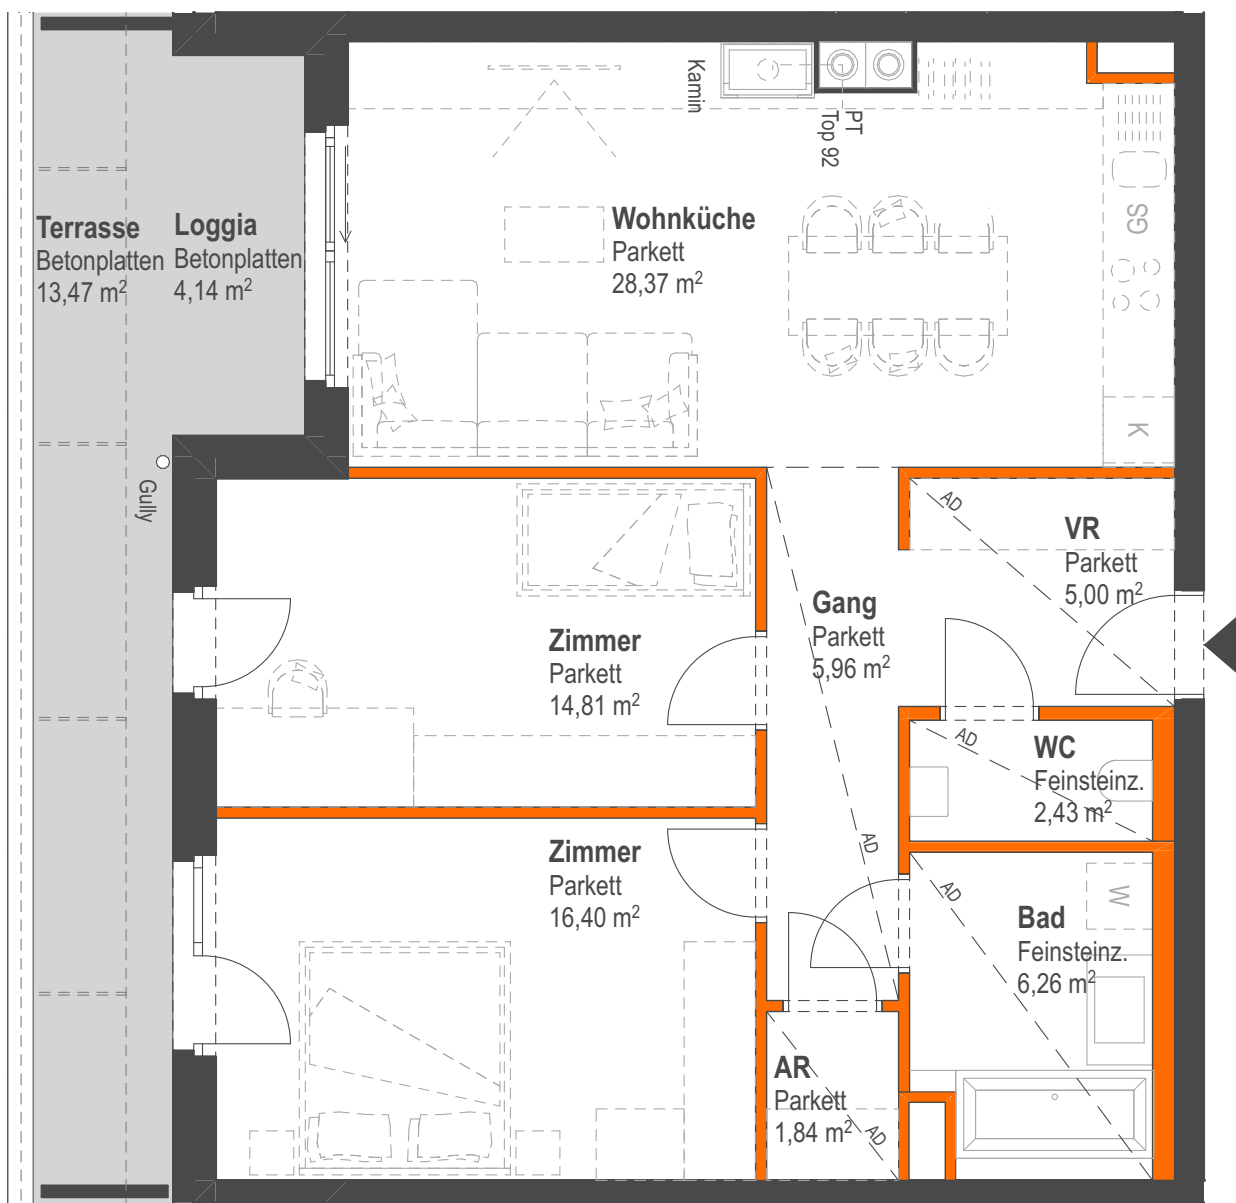 Kamin
PT
Top 92
Terrasse
Betonplatten
13,47 m²
Loggia
Betonplatten
4,14 m²
Wohnküche
Parkett
28,37 m²
GS
K
Gully
AD
VR
Parkett
5,00 m²
Gang
Parkett
5,96 m²
Zimmer
Parkett
14,81 m²
AD
WC
Feinsteinz.
2,43 m²
Zimmer
Parkett
16,40 m²
AD
AD
W
Bad
Feinsteinz.
6,26 m²
AR
Parkett
1,84 m²
AD